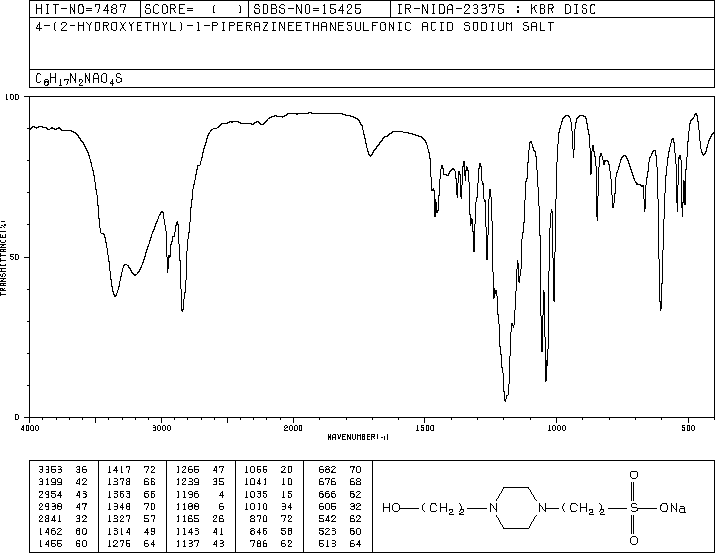 HIT-NO=7487 SCORE= ( ) SDBS-NO=15425 IR-NIDA-23375 : KBR DISC
4-(2-HYDROXYETHYL)-1-PIPERAZINEETHANESULFONIC ACID SODIUM SALT
C8H17N2NAO4S
100
TRANSMITTANCE(%)
50
0
4000 3000 2000 1500 1000 500
WAVENUMBER(-1)
3353 36 1417 72 1266 47 1056 20 682 70
3199 42 1378 66 1239 35 1041 10 676 68
2954 43 1363 66 1196 4 1035 15 666 62
2938 47 1348 70 1188 6 1010 34 605 32
2841 32 1327 57 1165 26 870 72 542 62
1462 60 1314 49 1143 41 846 58 523 60
1455 60 1276 64 1137 43 786 62 513 64
O
HO-(CH2)2-N N-(CH2)2-S-ONa
O